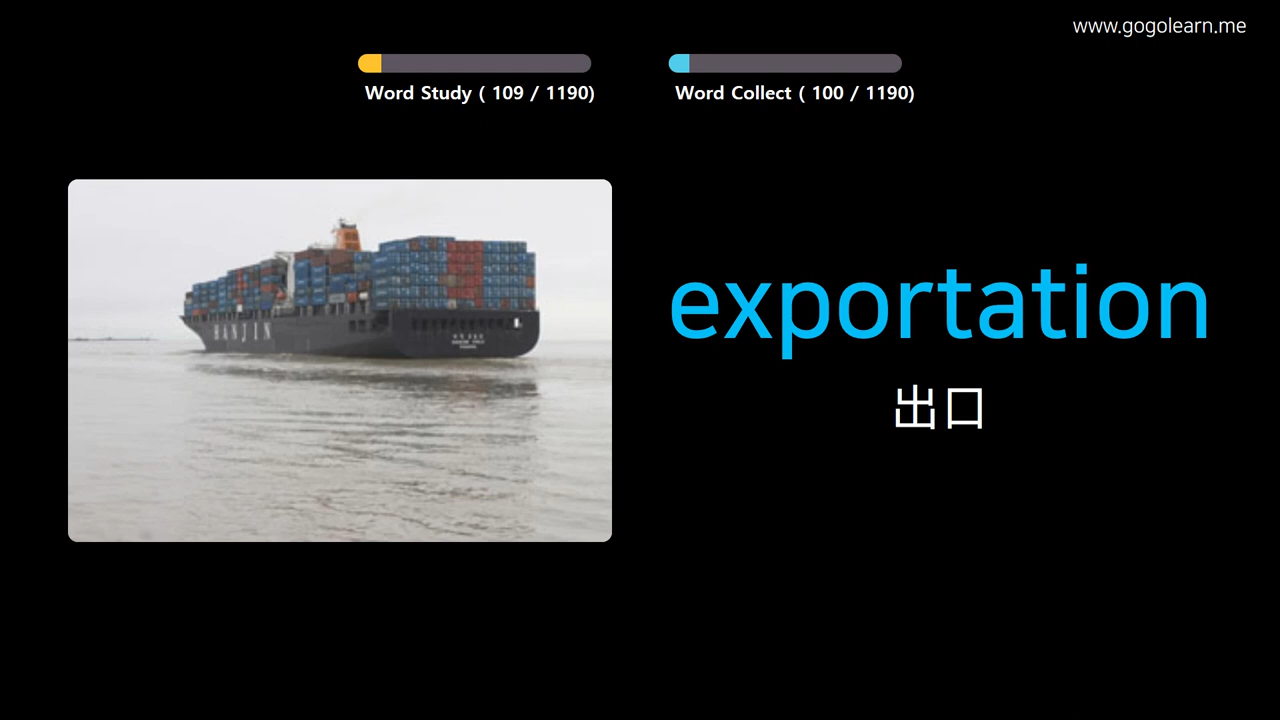 www.gogolearn.me
Word Study ( 109 / 1190)
Word Collect ( 100 / 1190)
HANJIN
exportation
出口